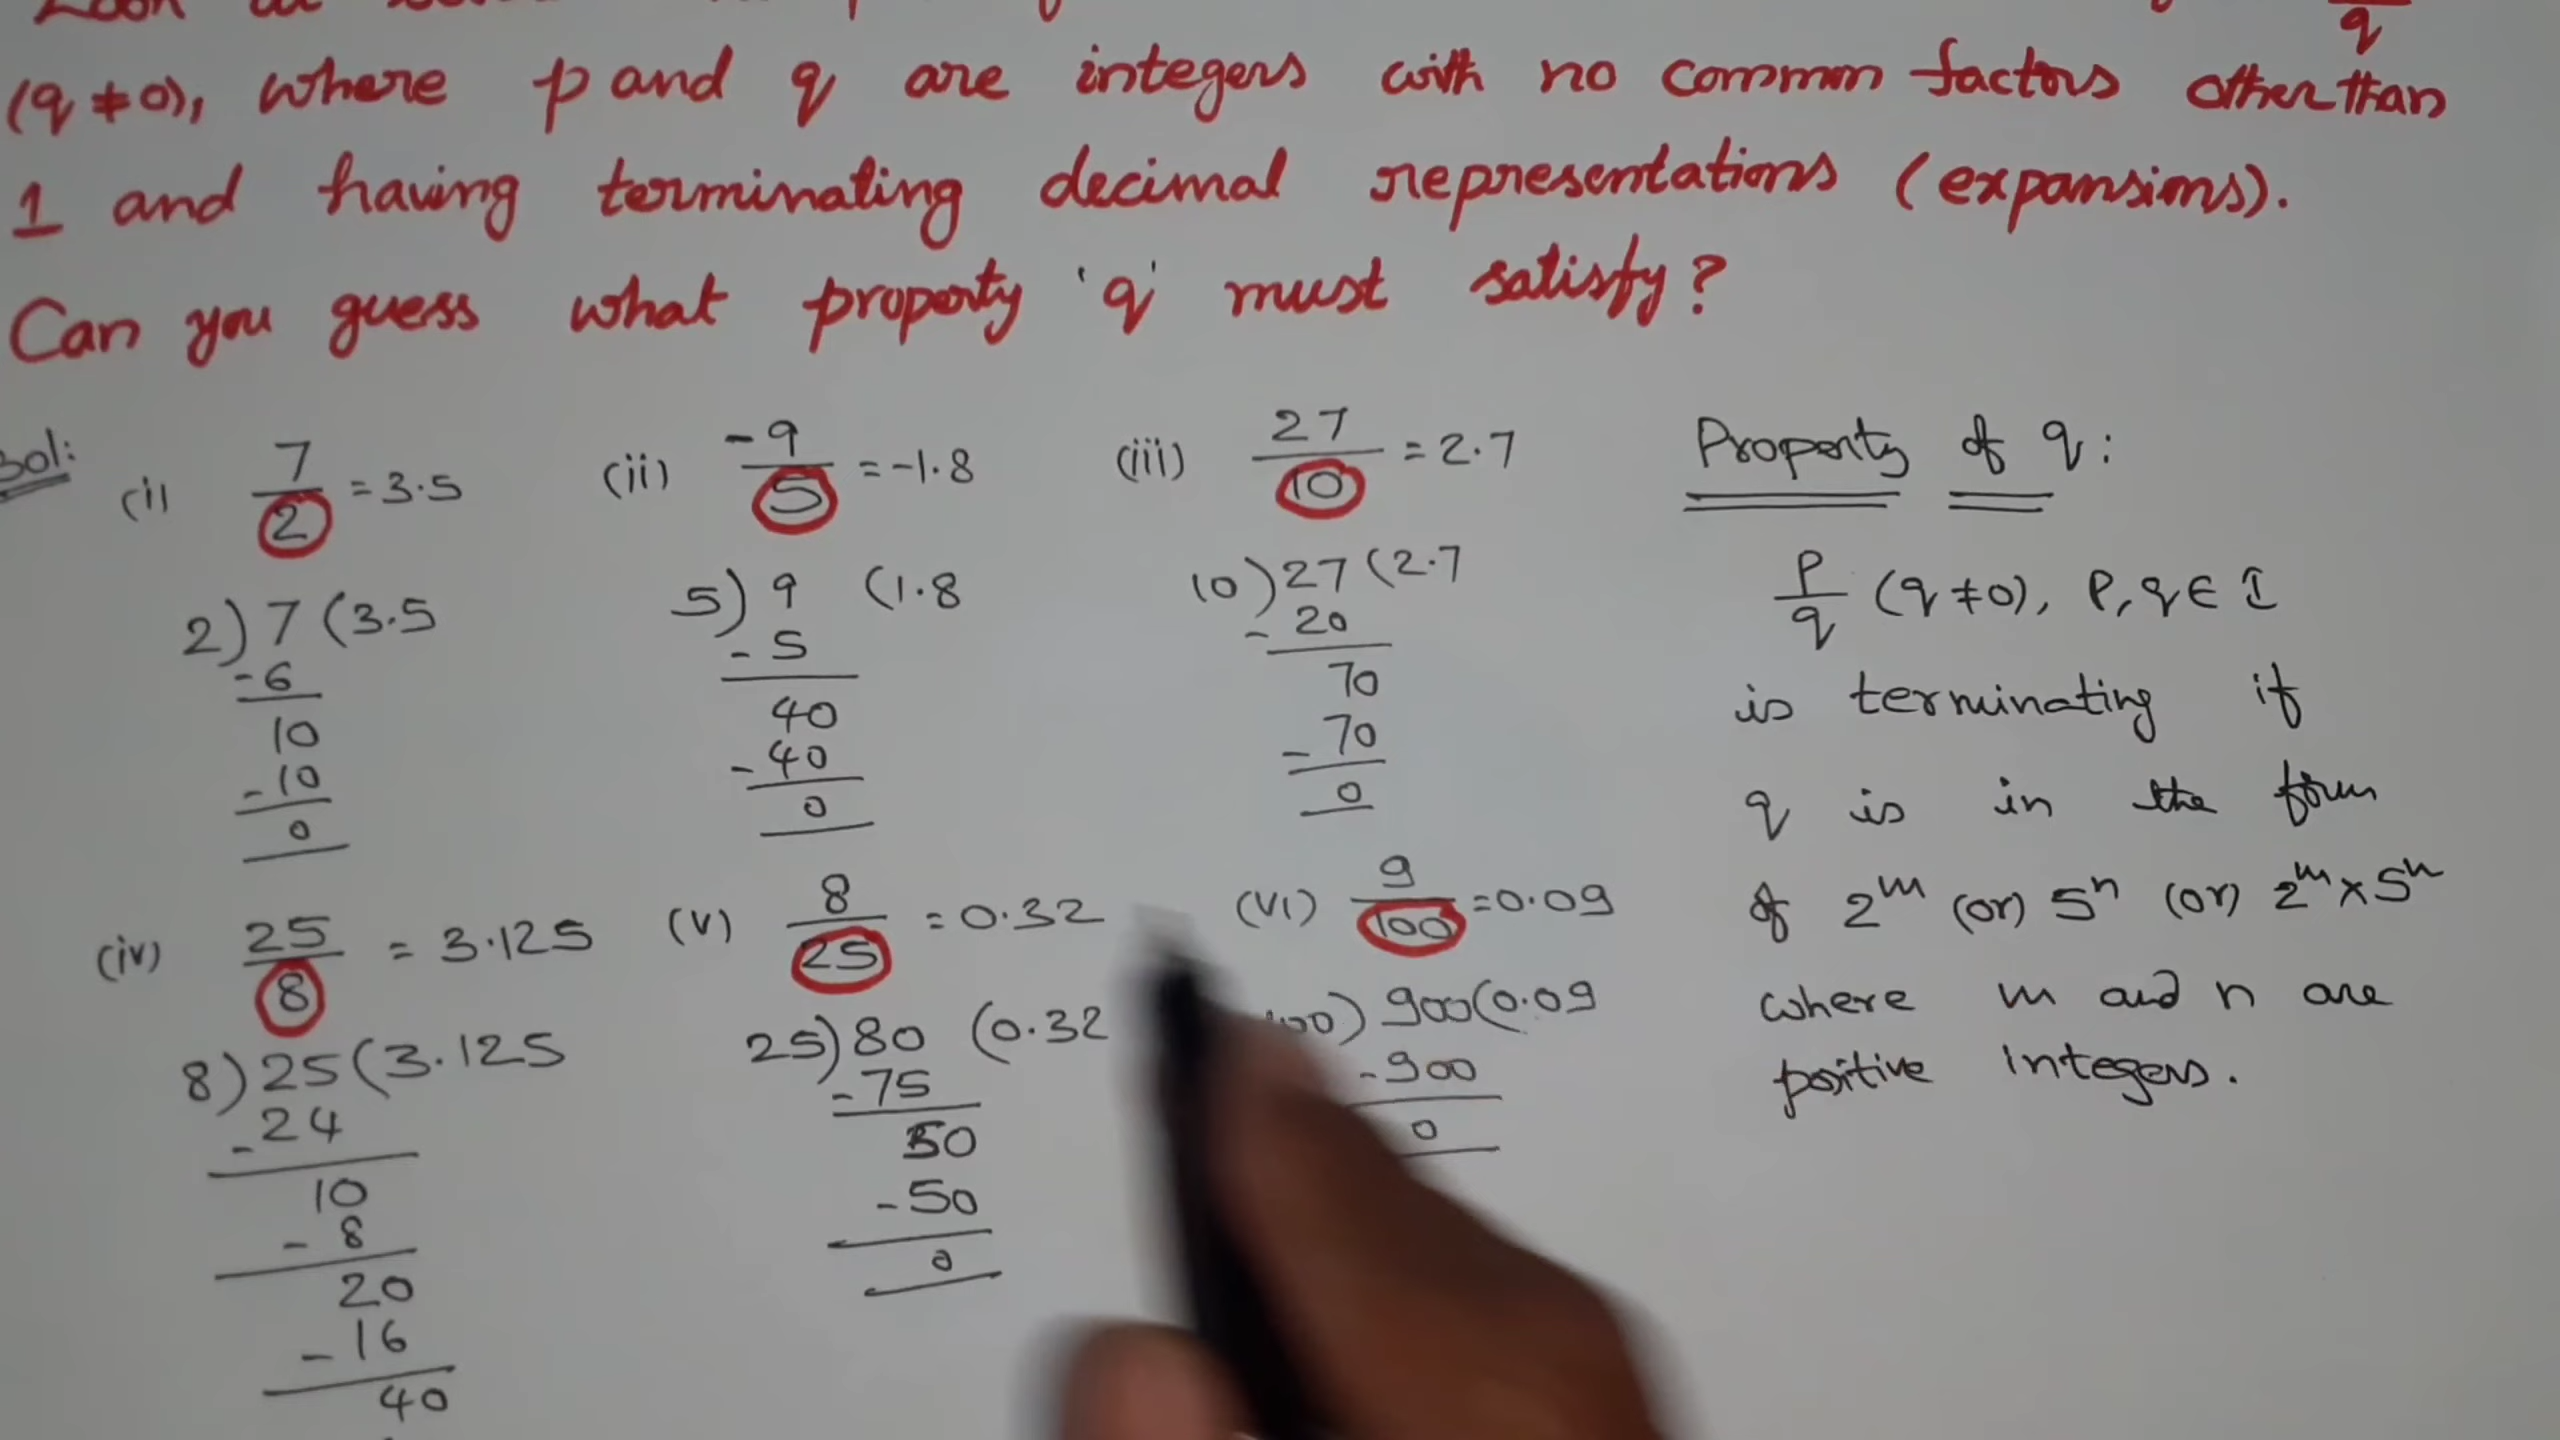 q
(q ≠ 0), where p and q are integers with no common factors other than
1 and having terminating decimal representations (expansions).
Can you guess what property 'q' must satisfy?
Sol:
(i) 7/2 = 3.5
2) 7 (3.5
-6
10
-10
0
(ii) -9/5 = -1.8
5) 9 (1.8
-5
40
-40
0
(iii) 27/10 = 2.7
10) 27 (2.7
-20
70
-70
0
(iv) 25/8 = 3.125
8) 25 (3.125
-24
10
-8
20
-16
40
(v) 8/25 = 0.32
25) 80 (0.32
-75
50
-50
0
(vi) 9/100 = 0.09
) 900 (0.09
-900
0
Property of q:
P/q (q ≠ 0), P, q ∈ I
is terminating if
q is in the form
of 2^m (or) 5^n (or) 2^m × 5^n
where m and n are
positive integers.